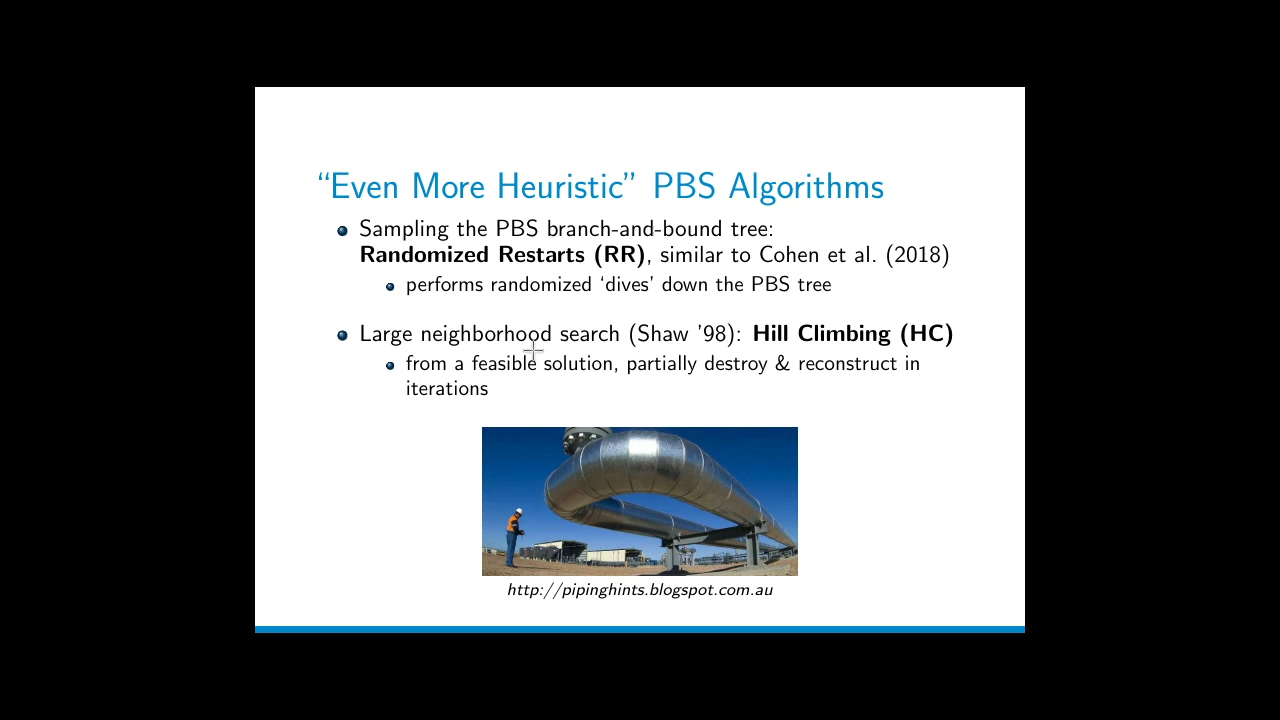 “Even More Heuristic” PBS Algorithms
Sampling the PBS branch-and-bound tree:
Randomized Restarts (RR), similar to Cohen et al. (2018)
performs randomized ‘dives’ down the PBS tree
Large neighborhood search (Shaw ’98): Hill Climbing (HC)
from a feasible solution, partially destroy & reconstruct in
iterations
http://pipinghints.blogspot.com.au